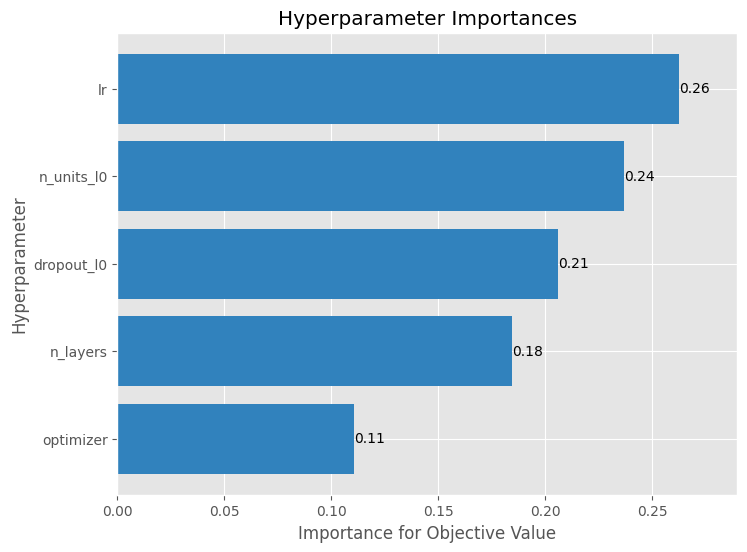 Hyperparameter Importances
Hyperparameter
lr
0.26
n_units_l0
0.24
dropout_l0
0.21
n_layers
0.18
optimizer
0.11
0.00 0.05 0.10 0.15 0.20 0.25
Importance for Objective Value